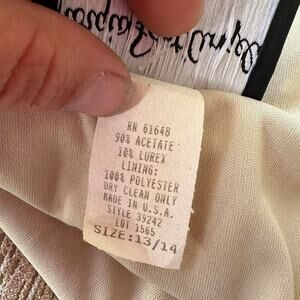 RN 61648
90% ACETATE
10% LUREX
LINING:
100% POLYESTER
DRY CLEAN ONLY
MADE IN U.S.A.
STYLE 39242
LOT 1565
SIZE:13/14